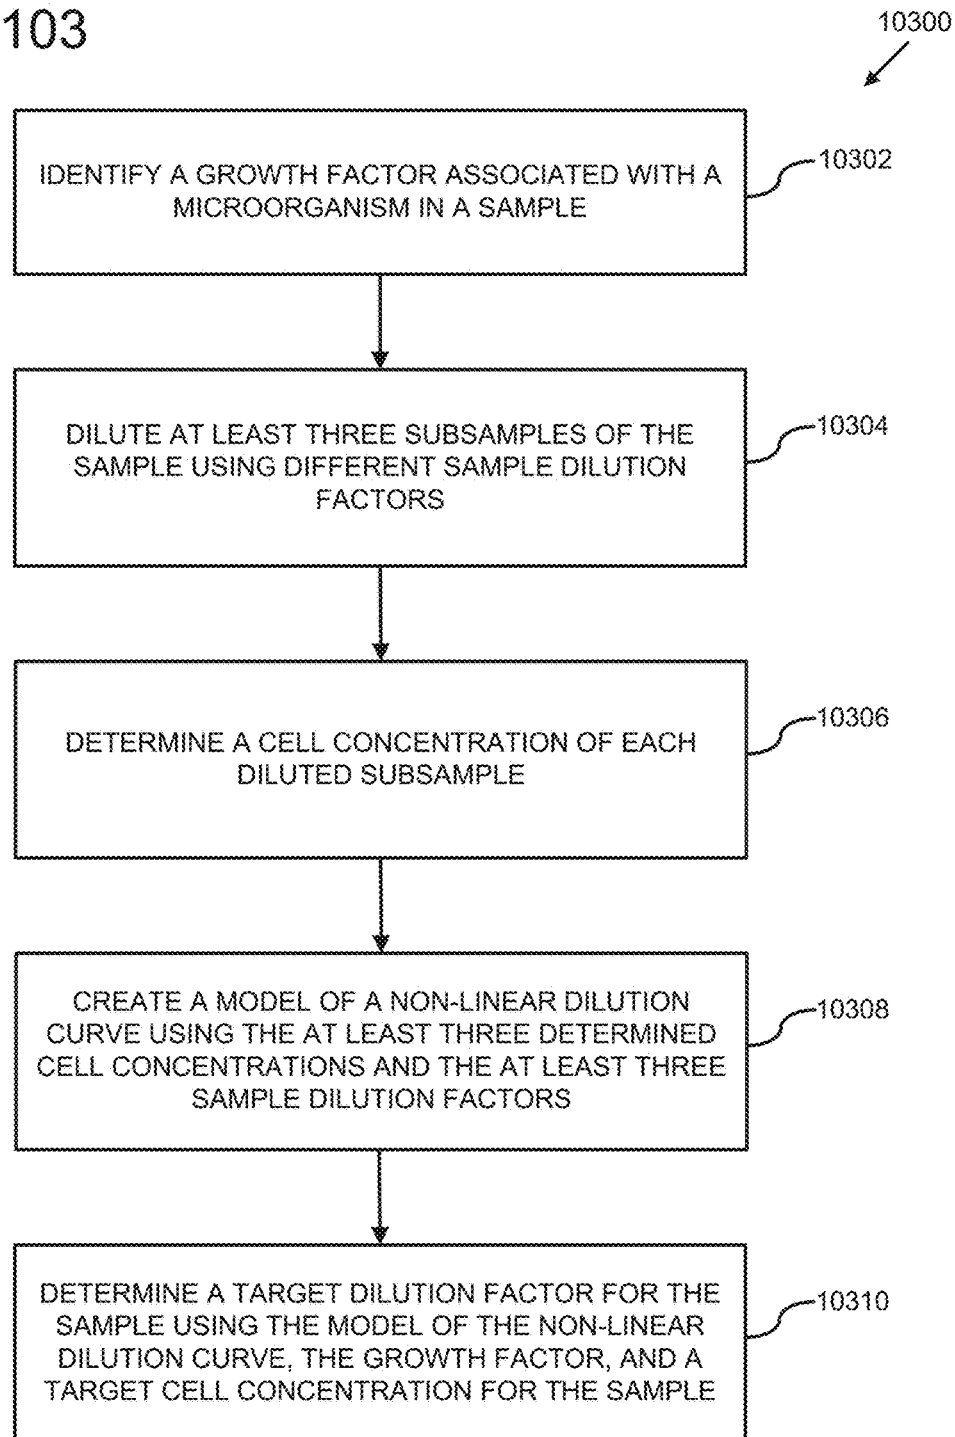 103
10300
IDENTIFY A GROWTH FACTOR ASSOCIATED WITH A
MICROORGANISM IN A SAMPLE
10302
DILUTE AT LEAST THREE SUBSAMPLES OF THE
SAMPLE USING DIFFERENT SAMPLE DILUTION
FACTORS
10304
DETERMINE A CELL CONCENTRATION OF EACH
DILUTED SUBSAMPLE
10306
CREATE A MODEL OF A NON-LINEAR DILUTION
CURVE USING THE AT LEAST THREE DETERMINED
CELL CONCENTRATIONS AND THE AT LEAST THREE
SAMPLE DILUTION FACTORS
10308
DETERMINE A TARGET DILUTION FACTOR FOR THE
SAMPLE USING THE MODEL OF THE NON-LINEAR
DILUTION CURVE, THE GROWTH FACTOR, AND A
TARGET CELL CONCENTRATION FOR THE SAMPLE
10310